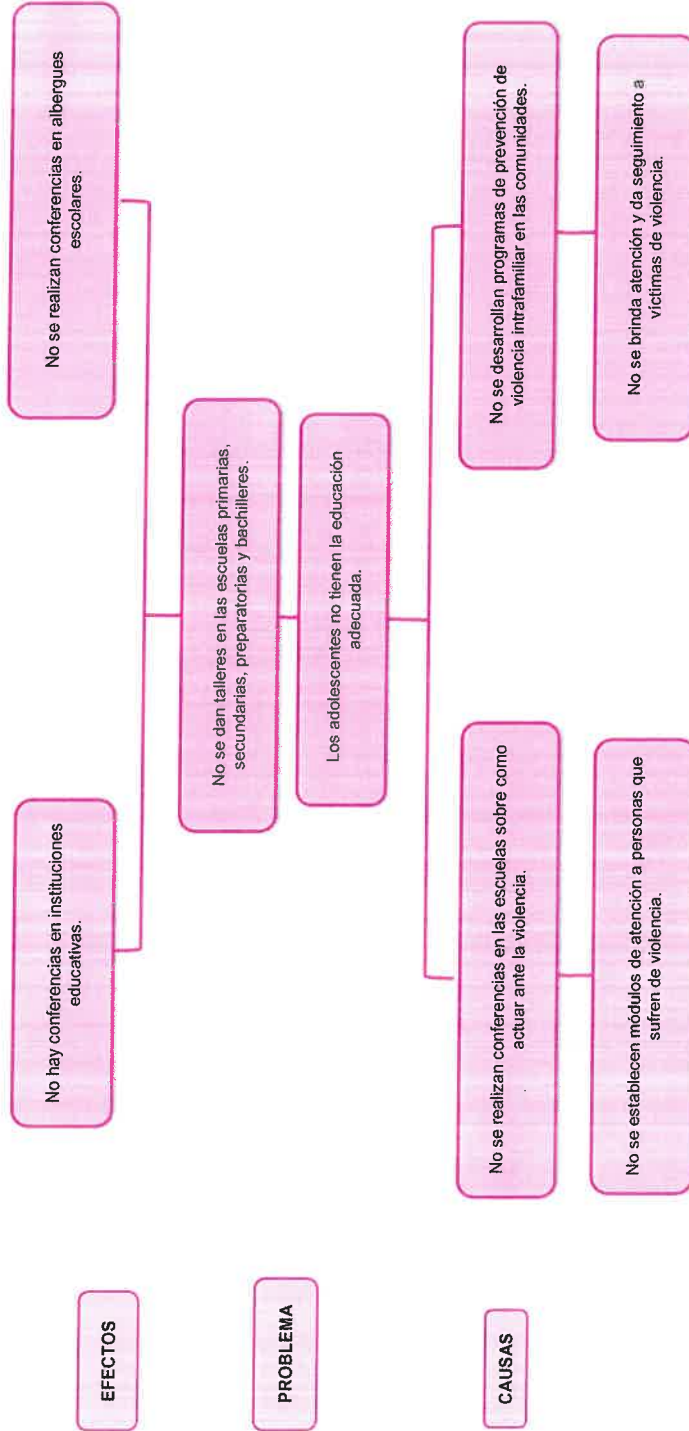 EFECTOS
No hay conferencias en instituciones
educativas.
No se realizan conferencias en albergues
escolares.
PROBLEMA
No se dan talleres en las escuelas primarias,
secundarias, preparatorias y bachilleres.
Los adolescentes no tienen la educación
adecuada.
CAUSAS
No se realizan conferencias en las escuelas sobre como
actuar ante la violencia.
No se desarrollan programas de prevención de
violencia intrafamiliar en las comunidades.
No se establecen módulos de atención a personas que
sufren de violencia.
No se brinda atención y da seguimiento a
víctimas de violencia.